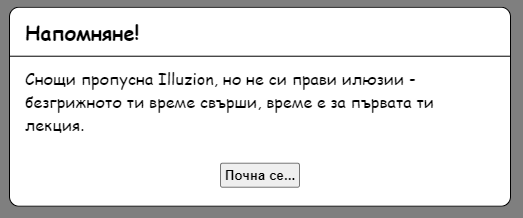 Напомняне!
Снощи пропусна Illuzion, но не си прави илюзии -
безгрижното ти време свърши, време е за първата ти
лекция.
Почна се...